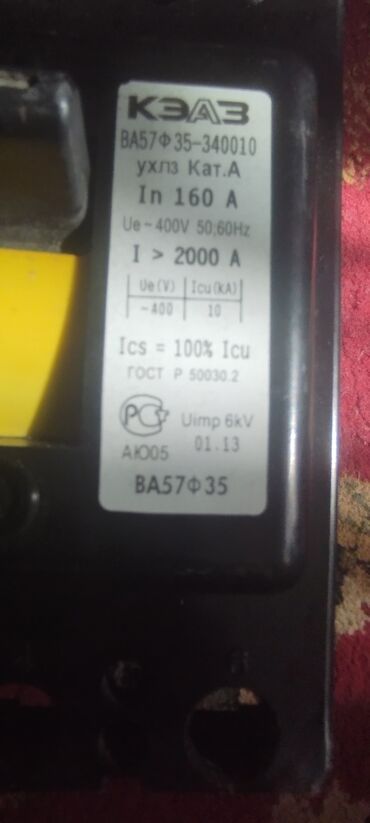 КЭАЗ
ВА57Ф35-340010
УХЛ3 Кат.А
In 160 A
Ue~400V 50;60Hz
I > 2000 A
Ue(V) Icu(kA)
~400 10
Ics = 100% Icu
ГОСТ Р 50030.2
РСТ Uimp 6kV
АЮ05 01.13
ВА57Ф35